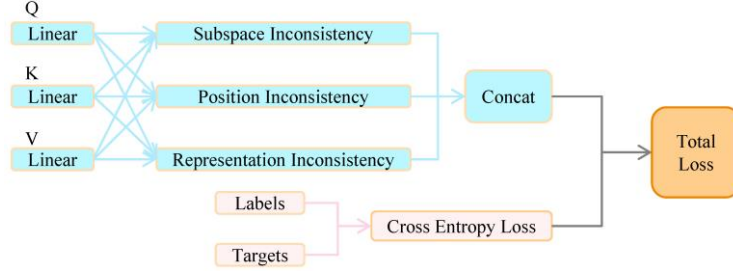 Q
Linear
Subspace Inconsistency
K
Linear
Position Inconsistency
Concat
V
Linear
Representation Inconsistency
Total
Loss
Labels
Cross Entropy Loss
Targets